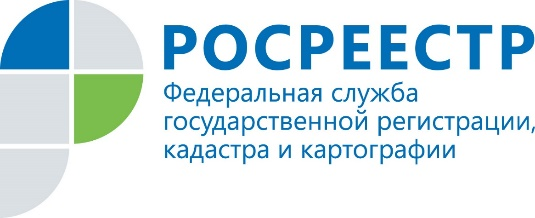 РОСРЕЕСТР
Федеральная служба
государственной регистрации,
кадастра и картографии